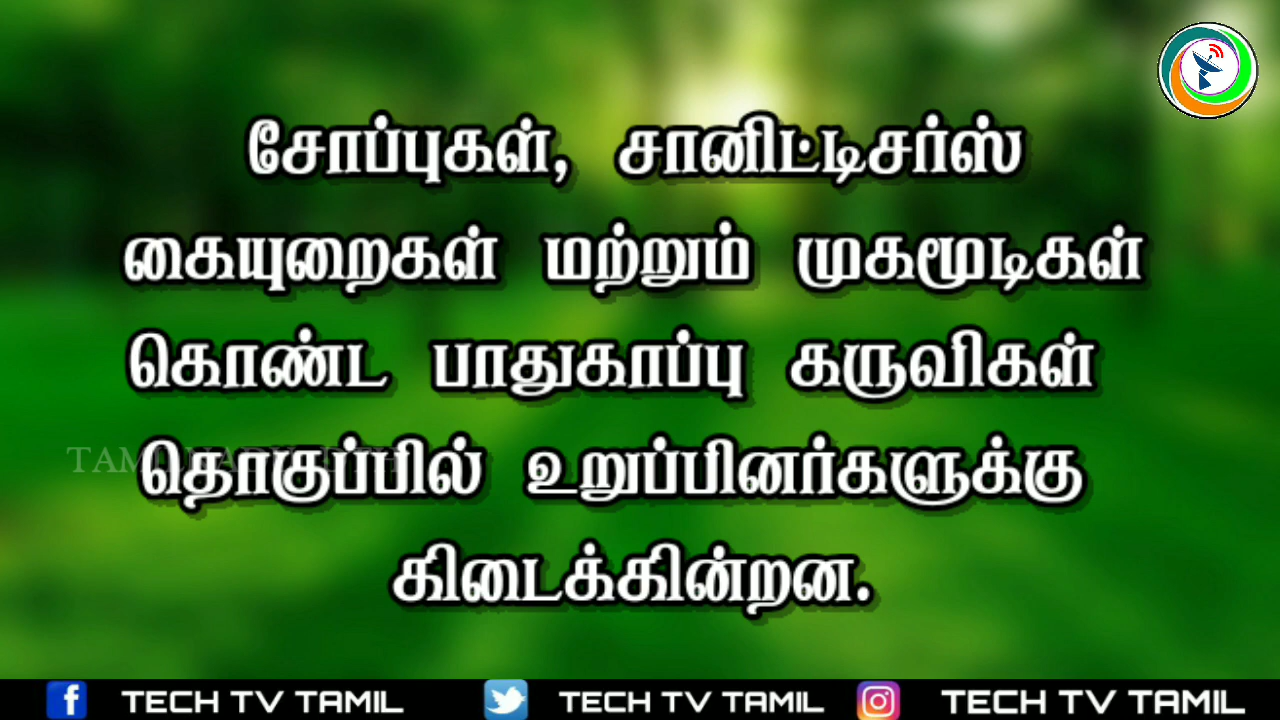 சோப்புகள், சானிட்டிசர்ஸ்
கையுறைகள் மற்றும் முகமூடிகள்
கொண்ட பாதுகாப்பு கருவிகள்
தொகுப்பில் உறுப்பினர்களுக்கு
கிடைக்கின்றன.
TECH TV TAMIL TECH TV TAMIL TECH TV TAMIL